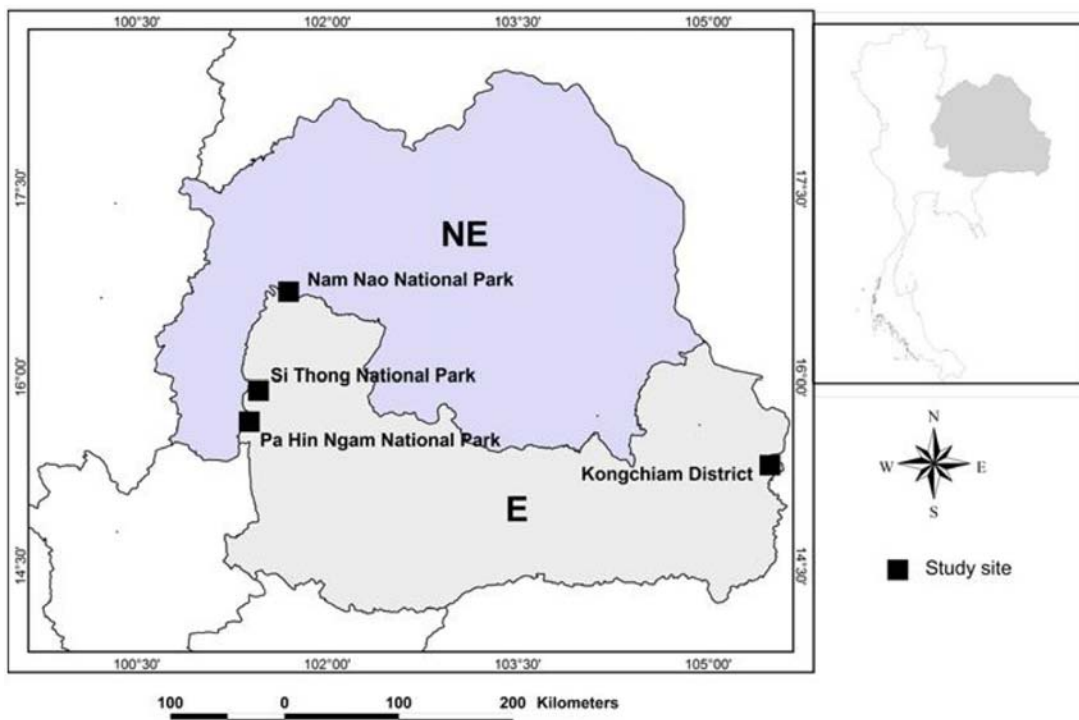 100°30' 102°00' 103°30' 105°00'
17°30' 17°30'
NE
Nam Nao National Park
16°00' 16°00'
Si Thong National Park
Pa Hin Ngam National Park
Kongchiam District
E
14°30' 14°30'
100°30' 102°00' 103°30' 105°00'
100 0 100 200 Kilometers
N
W E
S
Study site